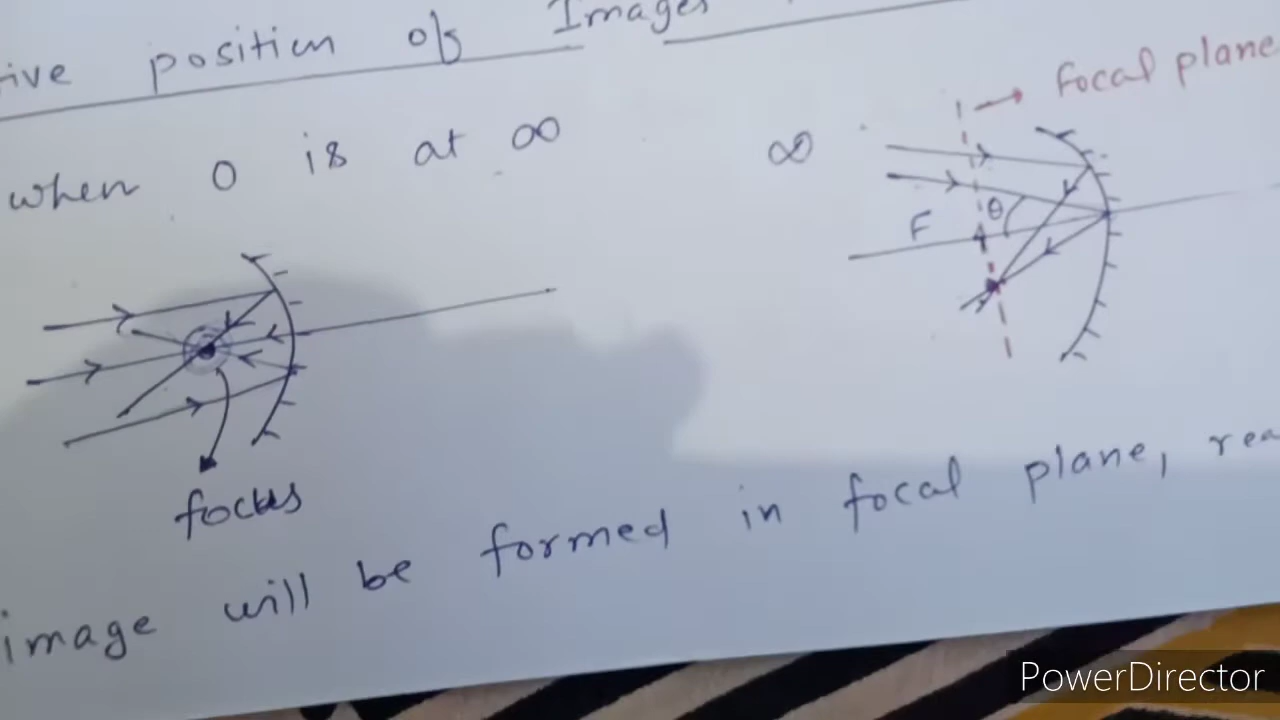 position of Images
focal plane
when O is at ∞
∞
F
θ
focus
image will be formed in focal plane,
PowerDirector